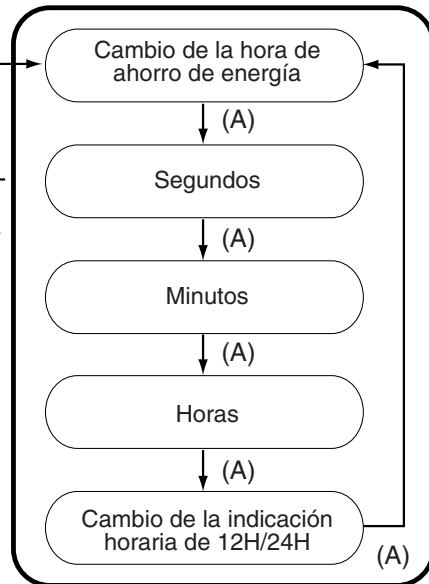 Cambio de la hora de
ahorro de energía
(A)
Segundos
(A)
Minutos
(A)
Horas
(A)
Cambio de la indicación
horaria de 12H/24H
(A)